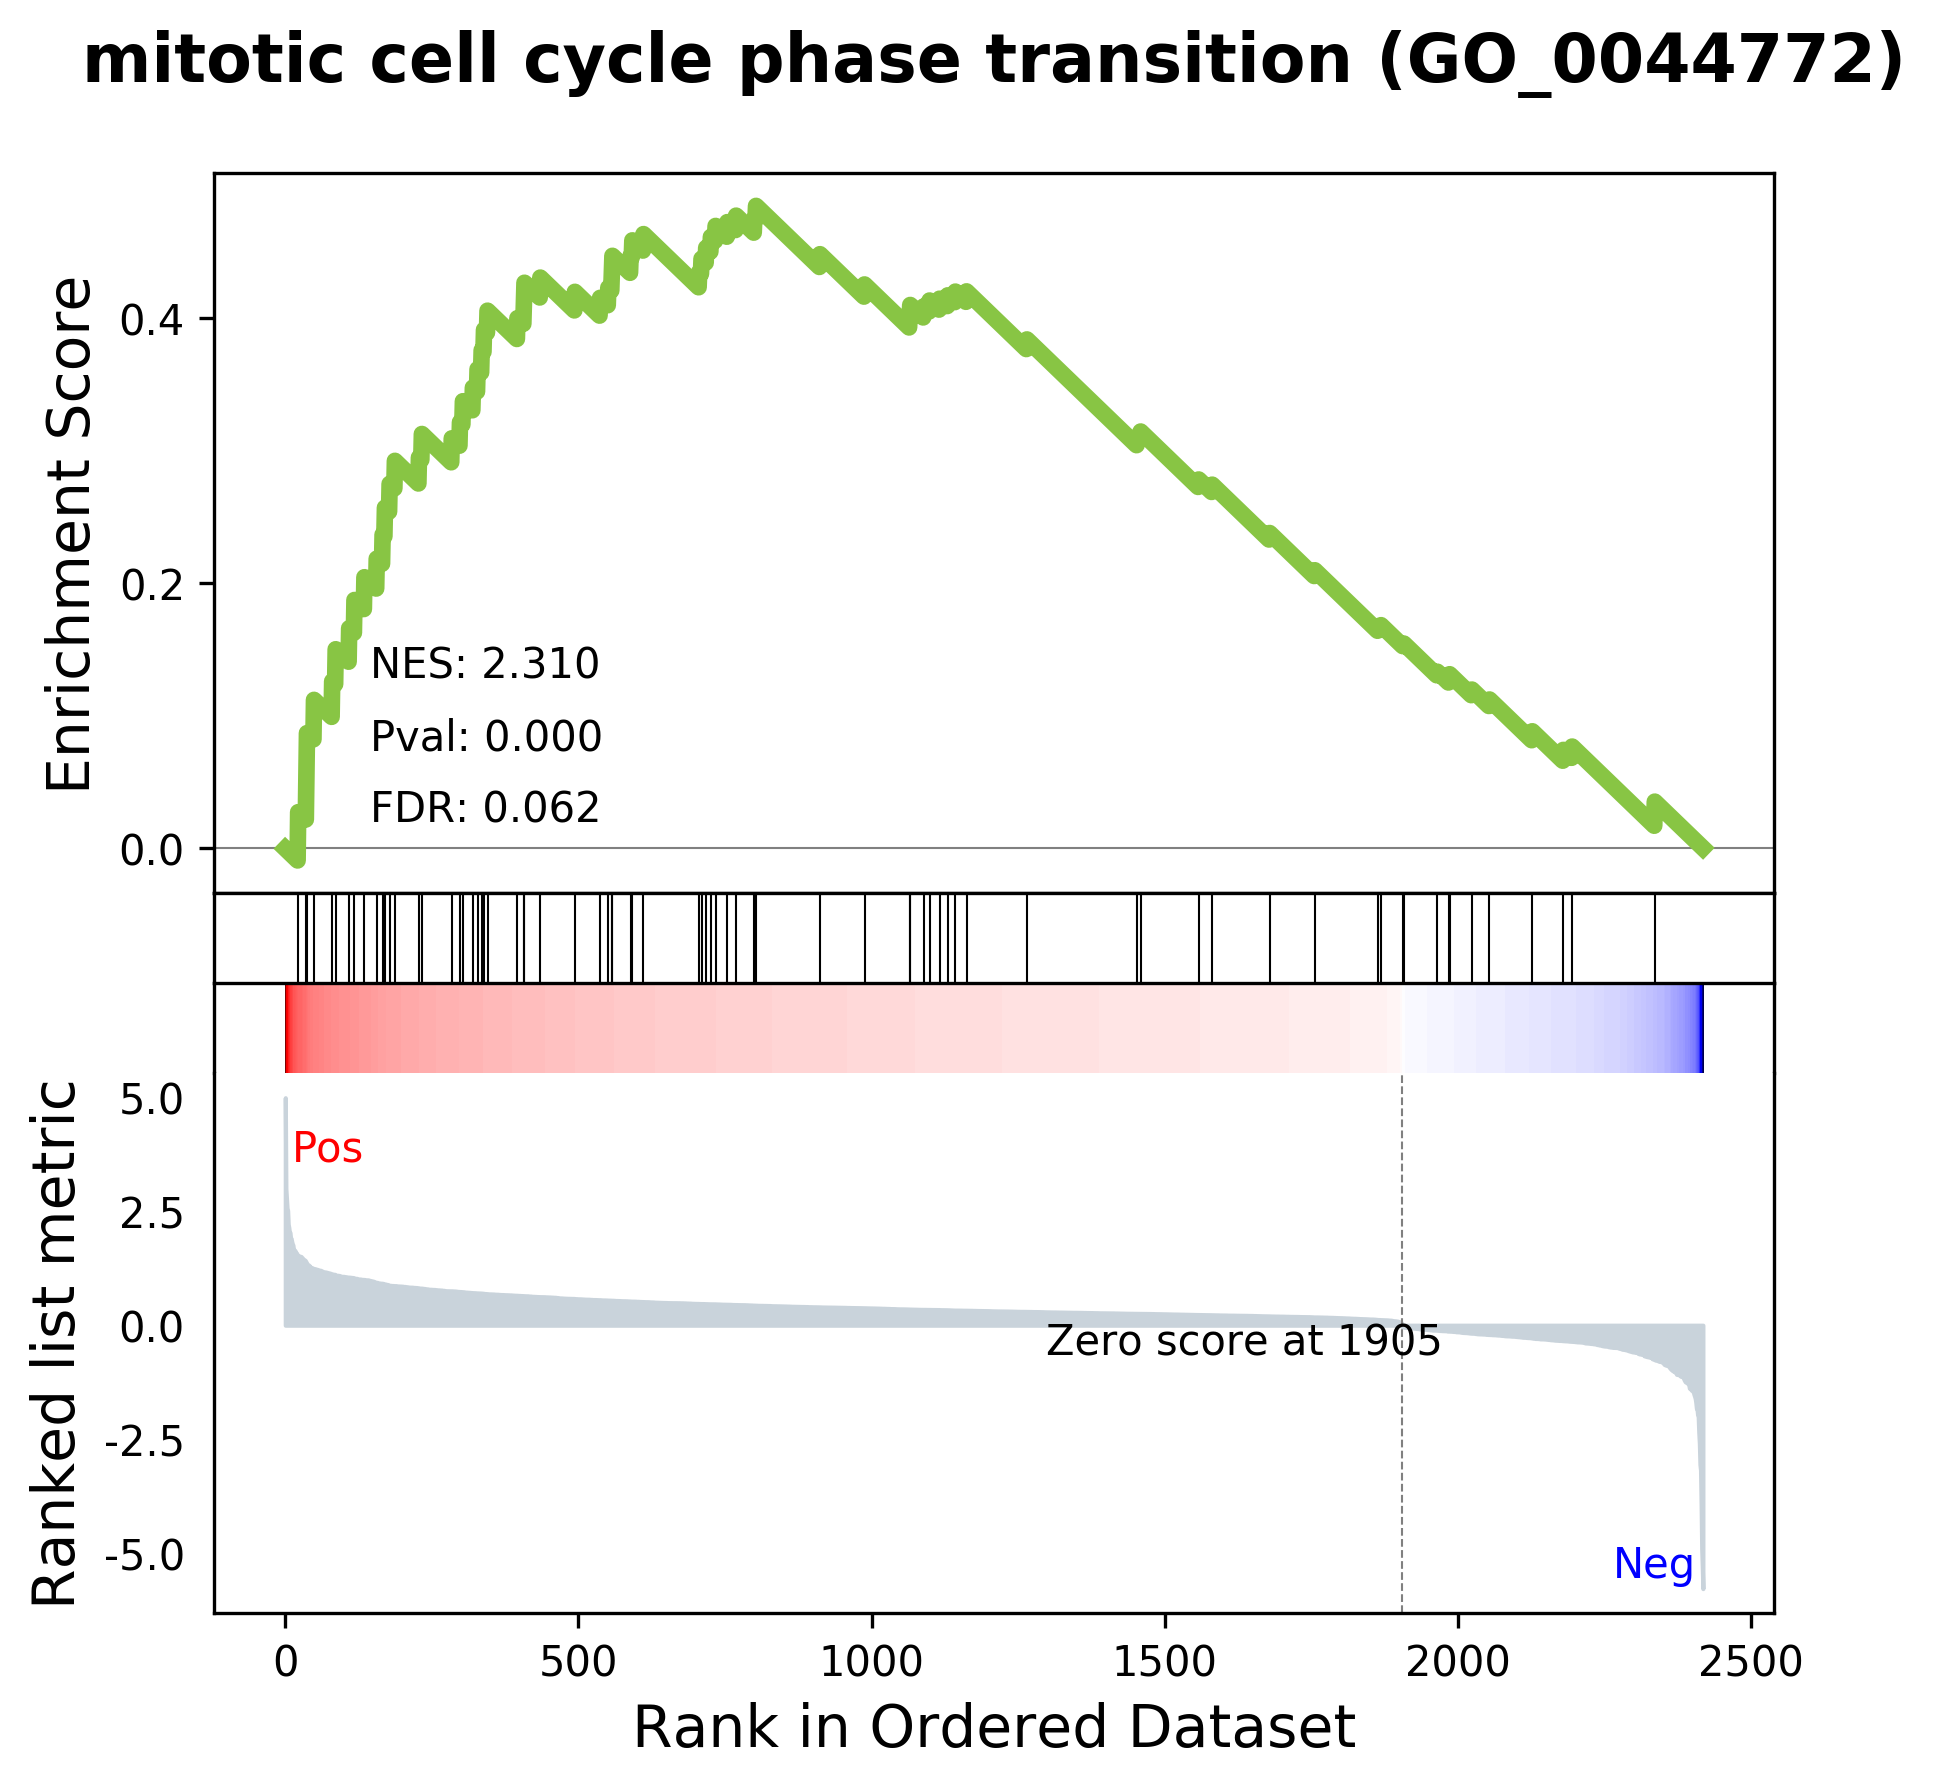 mitotic cell cycle phase transition (GO_0044772)
Enrichment Score
0.4
0.2
0.0
NES: 2.310
Pval: 0.000
FDR: 0.062
Ranked list metric
5.0
2.5
0.0
-2.5
-5.0
Pos
Zero score at 1905
Neg
0 500 1000 1500 2000 2500
Rank in Ordered Dataset